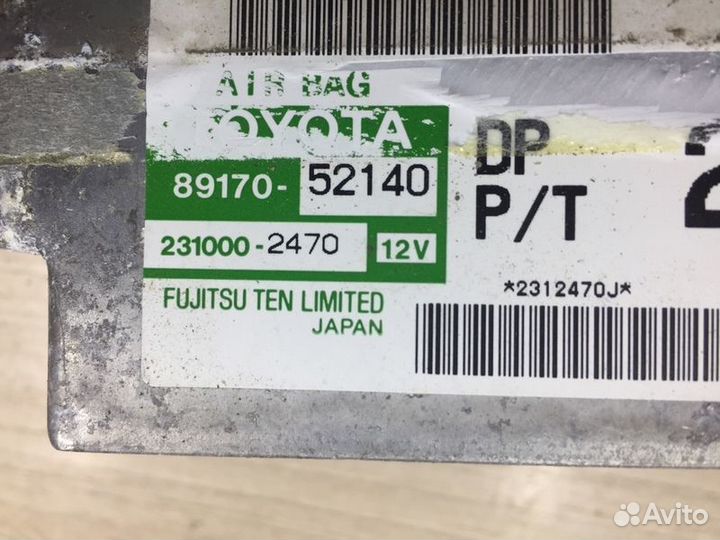 AIR BAG
TOYOTA
DP
89170- 52140
P/T
231000-2470 12V
*2312470J*
FUJITSU TEN LIMITED
JAPAN
Avito